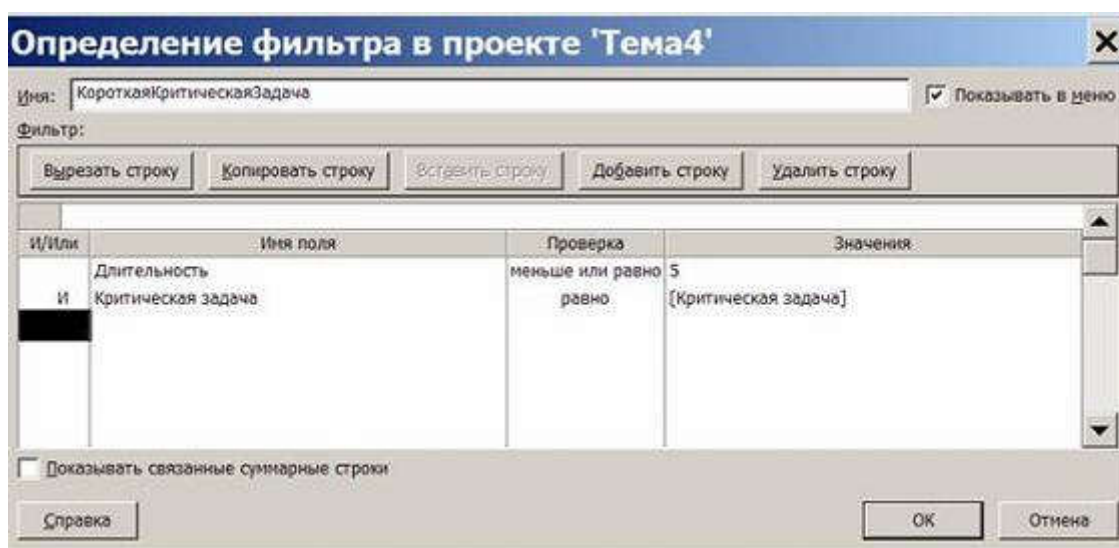 Определение фильтра в проекте 'Тема4'
Имя: КороткаяКритическаяЗадача Показывать в меню
Фильтр:
Вырезать строку Копировать строку Вставить строку Добавить строку Удалить строку
И/Или Имя поля Проверка Значения
Длительность меньше или равно 5
И Критическая задача равно [Критическая задача]
Показывать связанные суммарные строки
Справка ОК Отмена